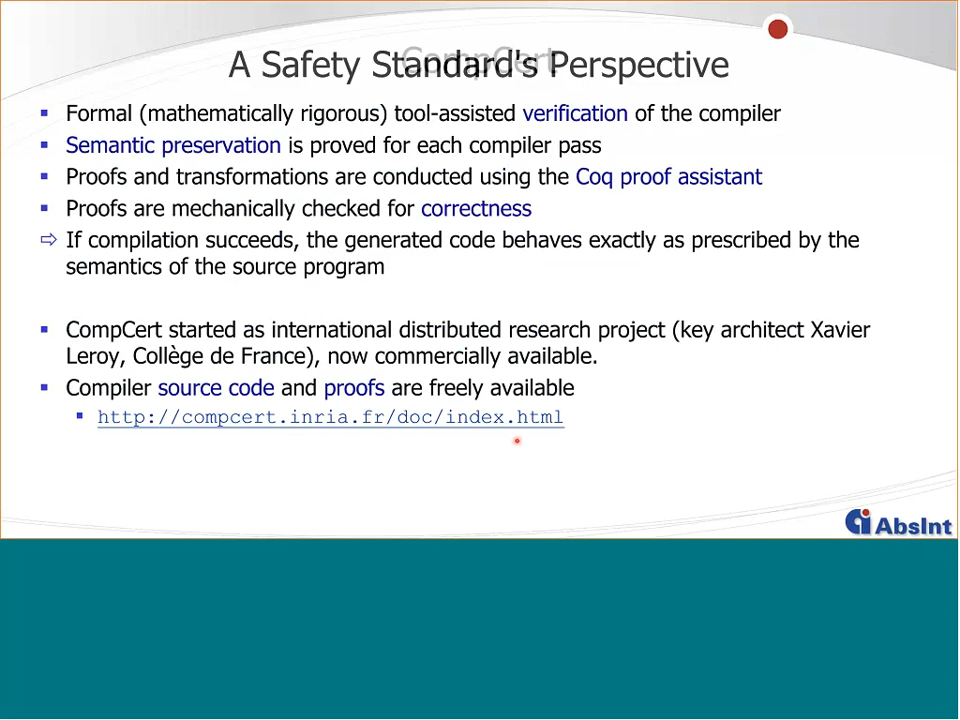 A Safety Standard's Perspective
CompCert
Formal (mathematically rigorous) tool-assisted verification of the compiler
Semantic preservation is proved for each compiler pass
Proofs and transformations are conducted using the Coq proof assistant
Proofs are mechanically checked for correctness
If compilation succeeds, the generated code behaves exactly as prescribed by the
semantics of the source program
CompCert started as international distributed research project (key architect Xavier
Leroy, Collège de France), now commercially available.
Compiler source code and proofs are freely available
http://compcert.inria.fr/doc/index.html
AbsInt